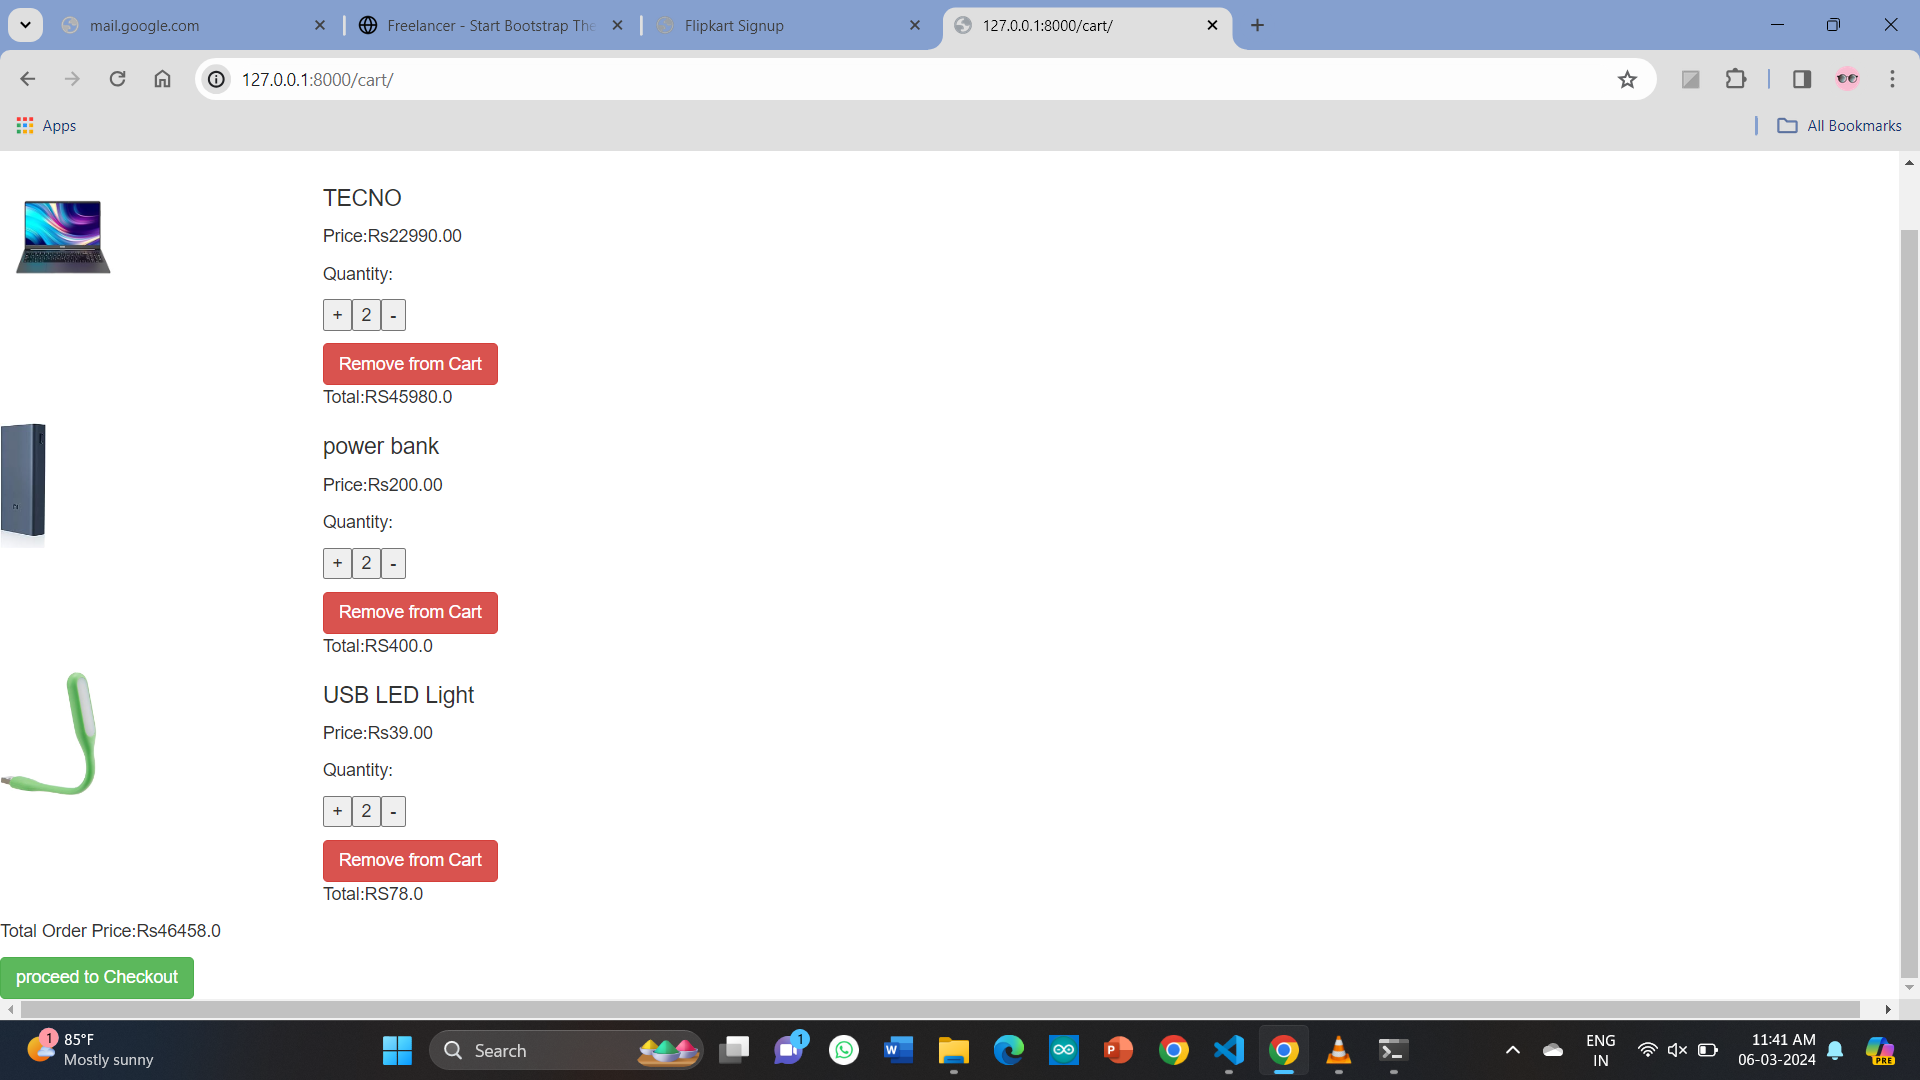 mail.google.com
Freelancer - Start Bootstrap The
Flipkart Signup
127.0.0.1:8000/cart/
127.0.0.1:8000/cart/
Apps
All Bookmarks
TECNO
Price:Rs22990.00
Quantity:
+ 2 -
Remove from Cart
Total:RS45980.0
power bank
Price:Rs200.00
Quantity:
+ 2 -
Remove from Cart
Total:RS400.0
USB LED Light
Price:Rs39.00
Quantity:
+ 2 -
Remove from Cart
Total:RS78.0
Total Order Price:Rs46458.0
proceed to Checkout
1
85°F
Mostly sunny
Search
1
W
P
ENG
IN
11:41 AM
06-03-2024
PRE